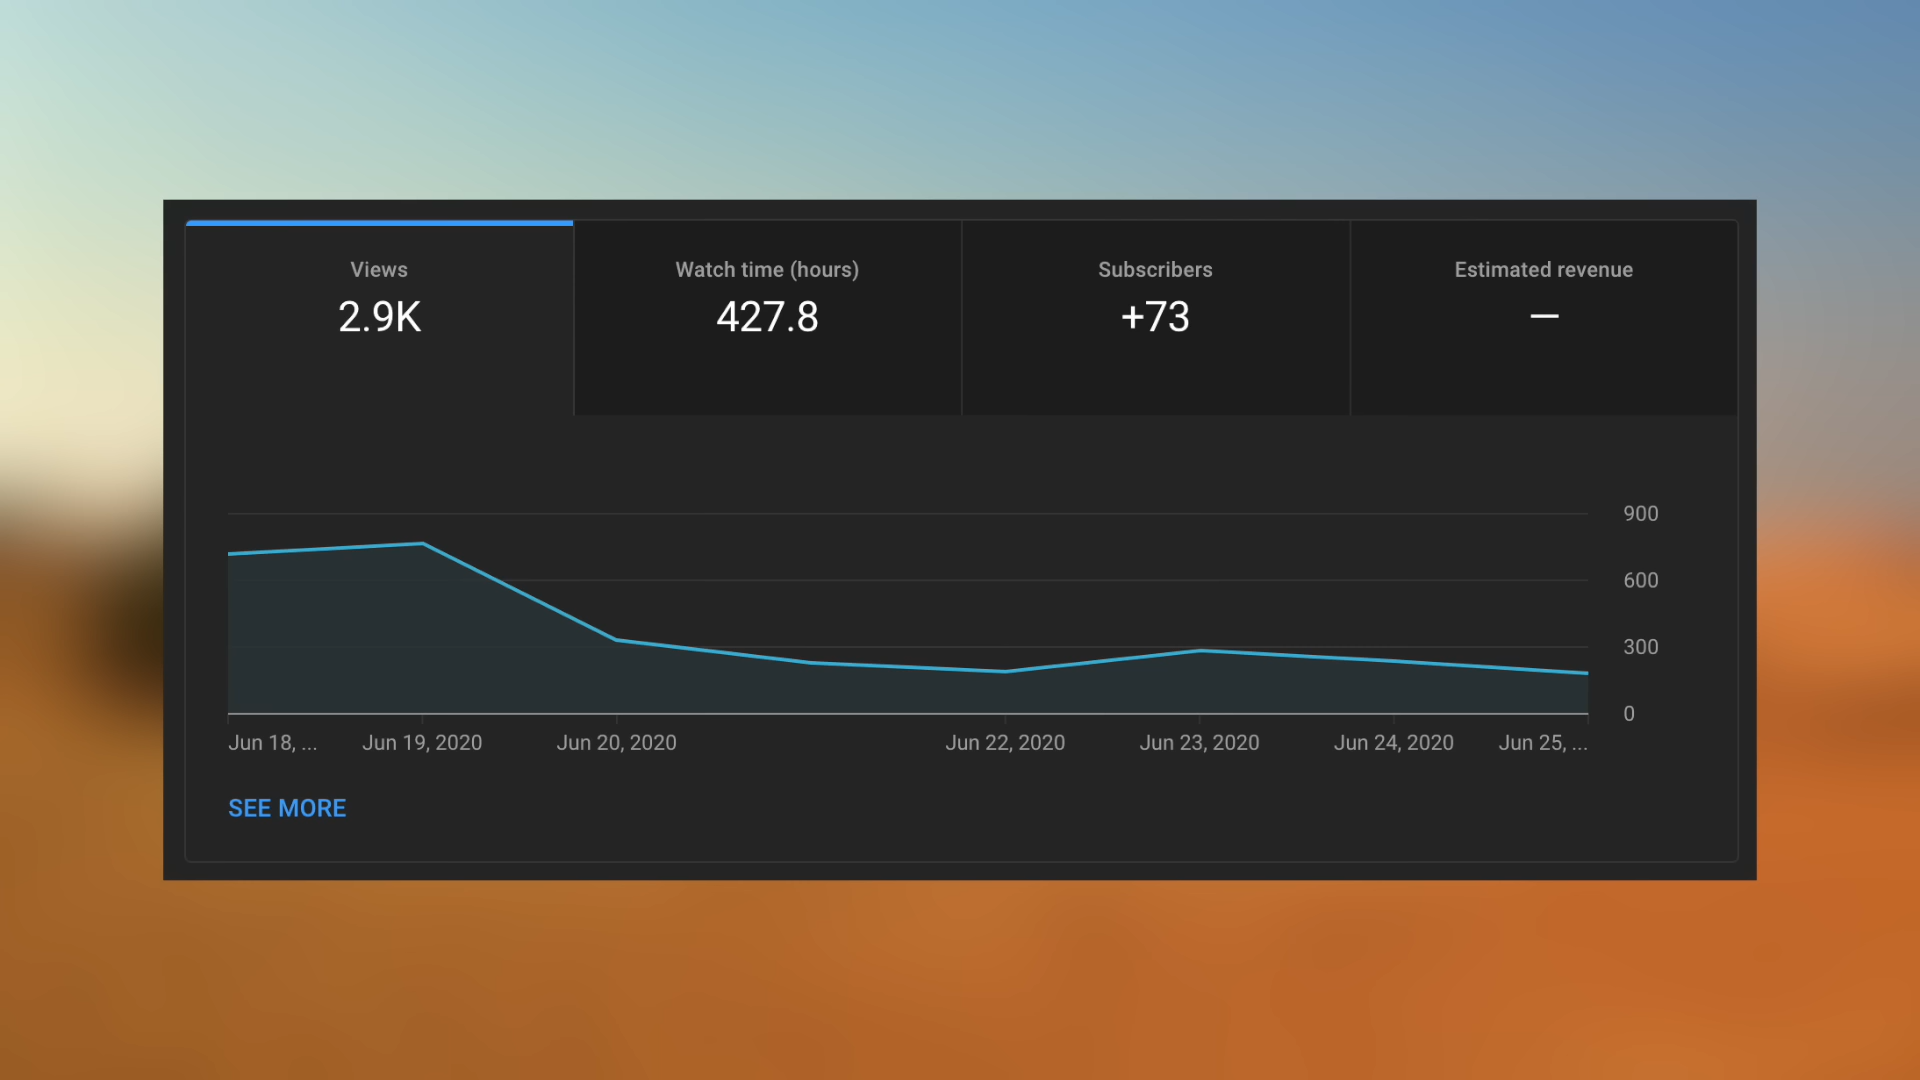 Views
2.9K
Watch time (hours)
427.8
Subscribers
+73
Estimated revenue
—
900
600
300
0
Jun 18, ...
Jun 19, 2020
Jun 20, 2020
Jun 22, 2020
Jun 23, 2020
Jun 24, 2020
Jun 25, ...
SEE MORE